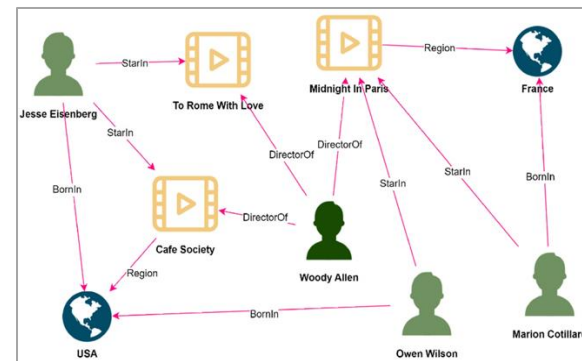 StarIn
Region
Jesse Eisenberg
To Rome With Love
Midnight In Paris
France
StarIn
DirectorOf
DirectorOf
StarIn
StarIn
BornIn
BornIn
DirectorOf
Cafe Society
Region
Woody Allen
BornIn
USA
Owen Wilson
Marion Cotillard